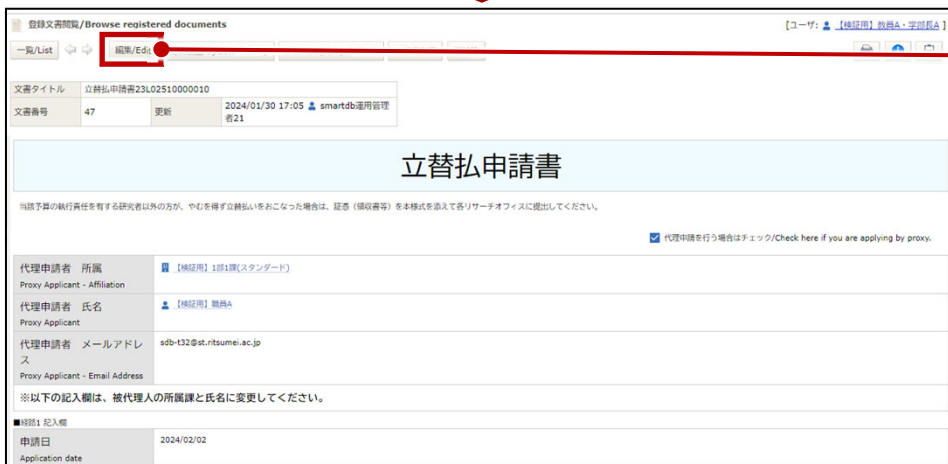 登録文書閲覧/Browse registered documents
【ユーザ: 【検証用】教員A・学部長A 】
一覧/List
編集/Edit
文書タイトル 立替払申請書23L02510000010
文書番号 47 更新 2024/01/30 17:05 smartdb運用管理
者21
立替払申請書
当該予算の執行責任を有する研究者以外の方が、やむを得ず立替払いをおこなった場合は、証憑（領収書等）を本様式を添えて各リサーチオフィスに提出してください。
代理申請を行う場合はチェック/Check here if you are applying by proxy.
代理申請者 所属
Proxy Applicant - Affiliation
【検証用】1部1課(スタンダード)
代理申請者 氏名
Proxy Applicant
【検証用】職員A
代理申請者 メールアドレ
ス
Proxy Applicant - Email Address
sdb-t32@st.ritsumei.ac.jp
※以下の記入欄は、被代理人の所属課と氏名に変更してください。
■経路1 記入欄
申請日
Application date
2024/02/02